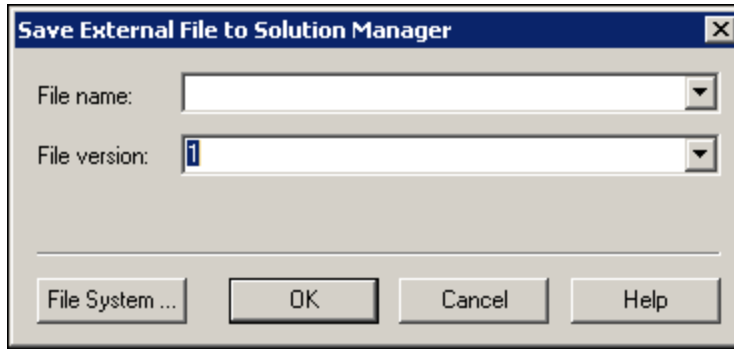 Save External File to Solution Manager
File name:
File version: 1
File System ... OK Cancel Help